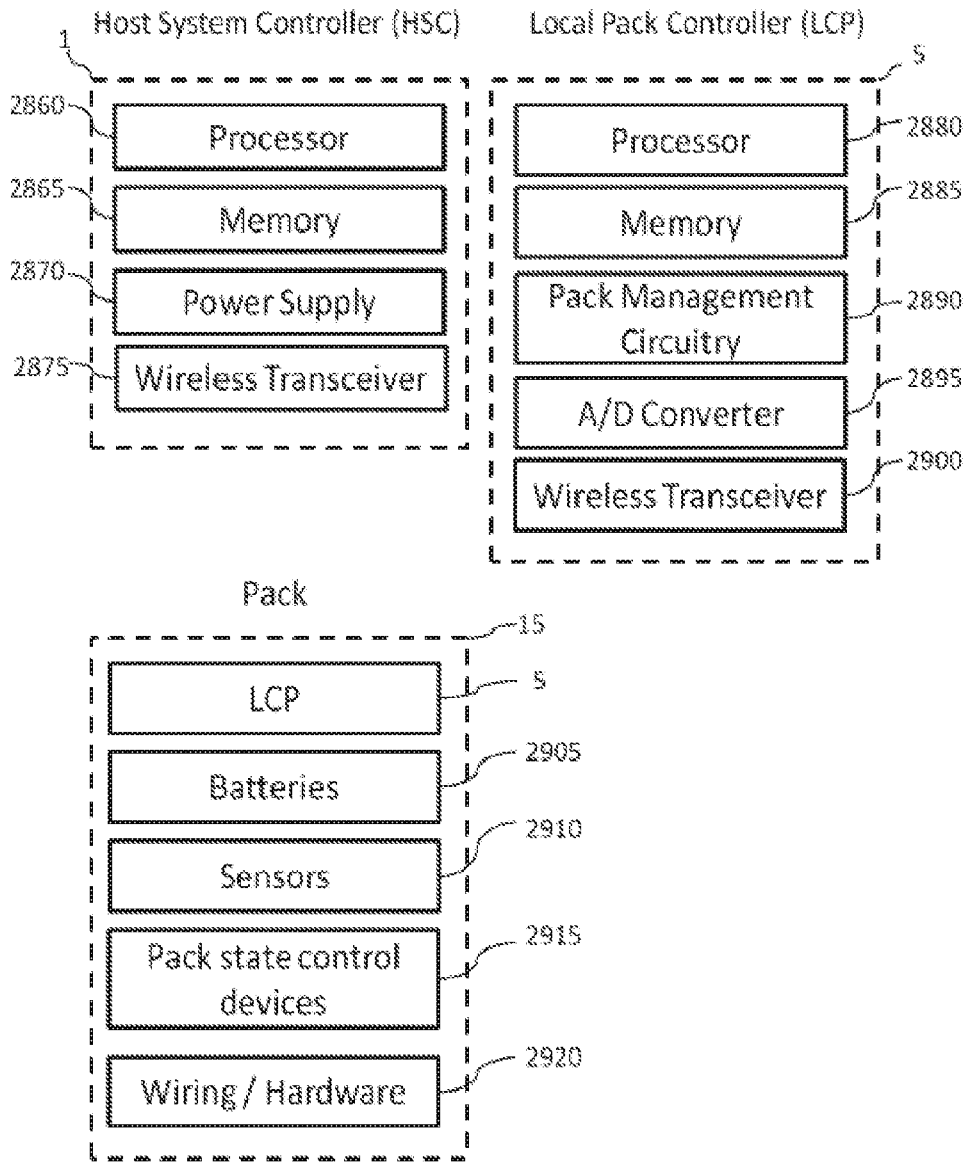 Host System Controller (HSC)
1
2860
Processor
2865
Memory
2870
Power Supply
2875
Wireless Transceiver
Local Pack Controller (LCP)
5
Processor
2880
Memory
2885
Pack Management
Circuitry
2890
A/D Converter
2895
Wireless Transceiver
2900
Pack
15
LCP
5
Batteries
2905
Sensors
2910
Pack state control
devices
2915
Wiring / Hardware
2920